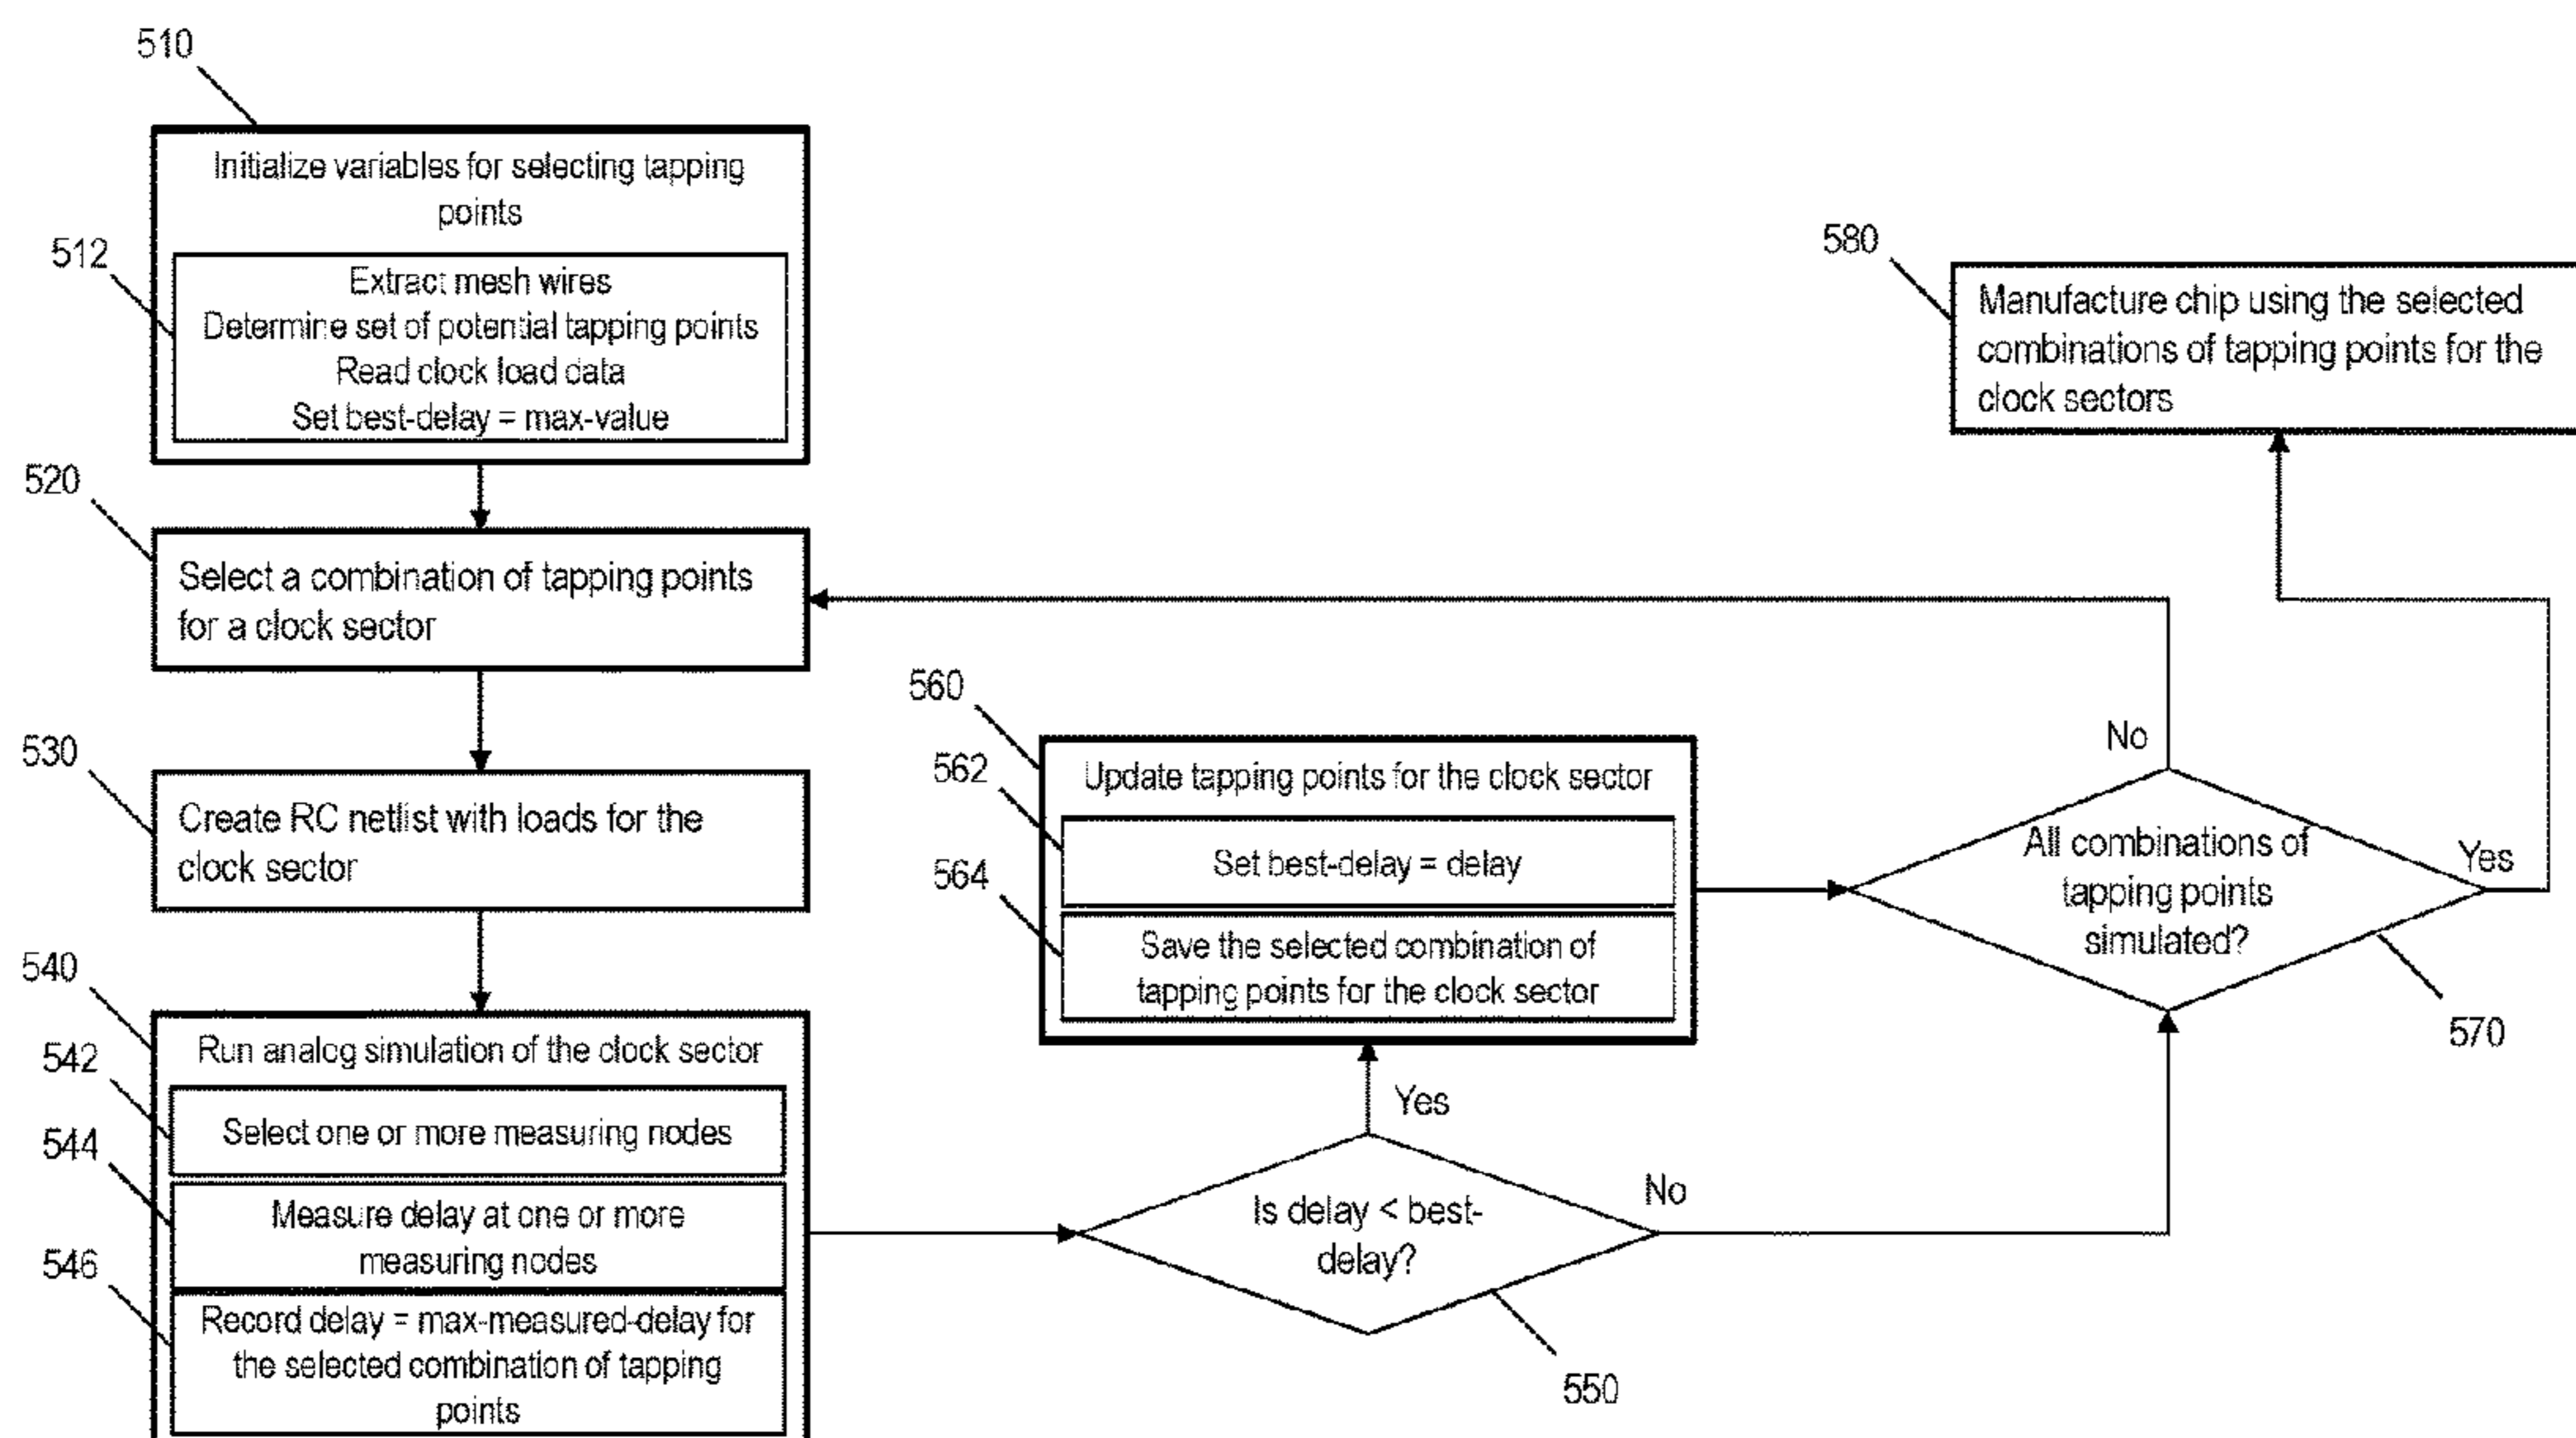 510
Initialize variables for selecting tapping
points
512
Extract mesh wires
Determine set of potential tapping points
Read clock load data
Set best-delay = max-value
520
Select a combination of tapping points
for a clock sector
530
Create RC netlist with loads for the
clock sector
540
Run analog simulation of the clock sector
542
Select one or more measuring nodes
544
Measure delay at one or more
measuring nodes
546
Record delay = max-measured-delay for
the selected combination of tapping
points
Is delay < best-
delay?
550
Yes
No
560
Update tapping points for the clock sector
562
Set best-delay = delay
564
Save the selected combination of
tapping points for the clock sector
All combinations of
tapping points
simulated?
570
No
Yes
580
Manufacture chip using the selected
combinations of tapping points for the
clock sectors